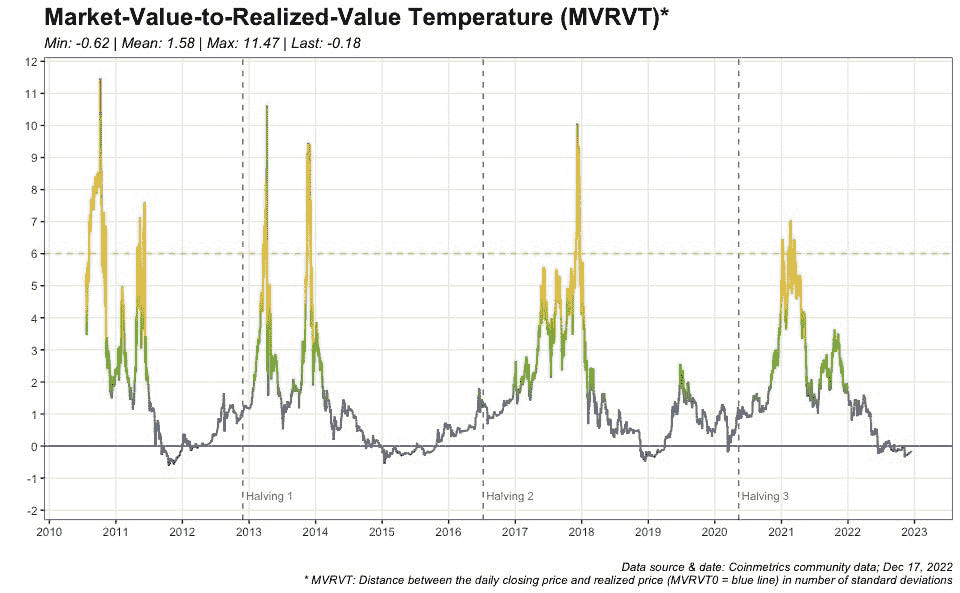 Market-Value-to-Realized-Value Temperature (MVRVT)*
Min: -0.62 | Mean: 1.58 | Max: 11.47 | Last: -0.18
12
11
10
9
8
7
6
5
4
3
2
1
0
-1
-2
Halving 1
Halving 2
Halving 3
2010 2011 2012 2013 2014 2015 2016 2017 2018 2019 2020 2021 2022 2023
Data source & date: Coinmetrics community data; Dec 17, 2022
* MVRVT: Distance between the daily closing price and realized price (MVRVT0 = blue line) in number of standard deviations